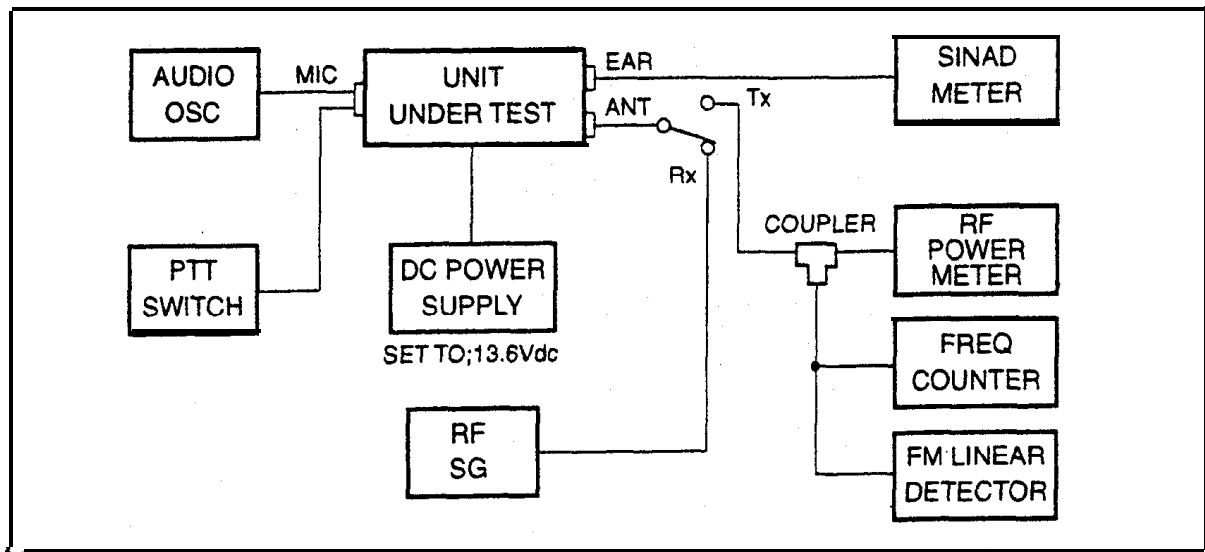 AUDIO
OSC
MIC
UNIT
UNDER TEST
EAR
ANT
Tx
Rx
SINAD
METER
PTT
SWITCH
DC POWER
SUPPLY
SET TO;13.6Vdc
COUPLER
RF
POWER
METER
FREQ
COUNTER
RF
SG
FM LINEAR
DETECTOR